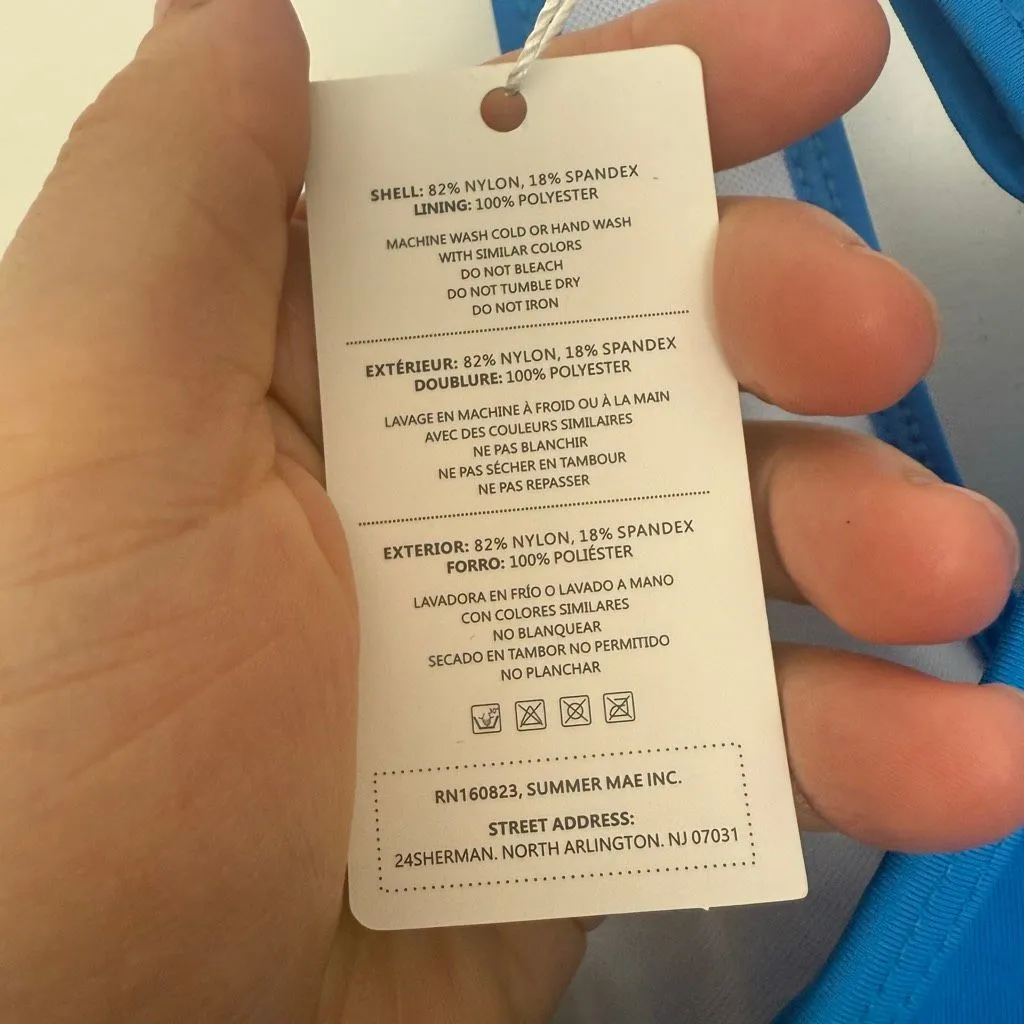 SHELL: 82% NYLON, 18% SPANDEX
LINING: 100% POLYESTER
MACHINE WASH COLD OR HAND WASH
WITH SIMILAR COLORS
DO NOT BLEACH
DO NOT TUMBLE DRY
DO NOT IRON
EXTÉRIEUR: 82% NYLON, 18% SPANDEX
DOUBLURE: 100% POLYESTER
LAVAGE EN MACHINE À FROID OU À LA MAIN
AVEC DES COULEURS SIMILAIRES
NE PAS BLANCHIR
NE PAS SÉCHER EN TAMBOUR
NE PAS REPASSER
EXTERIOR: 82% NYLON, 18% SPANDEX
FORRO: 100% POLIÉSTER
LAVADORA EN FRÍO O LAVADO A MANO
CON COLORES SIMILARES
NO BLANQUEAR
SECADO EN TAMBOR NO PERMITIDO
NO PLANCHAR
RN160823, SUMMER MAE INC.
STREET ADDRESS:
24SHERMAN. NORTH ARLINGTON. NJ 07031